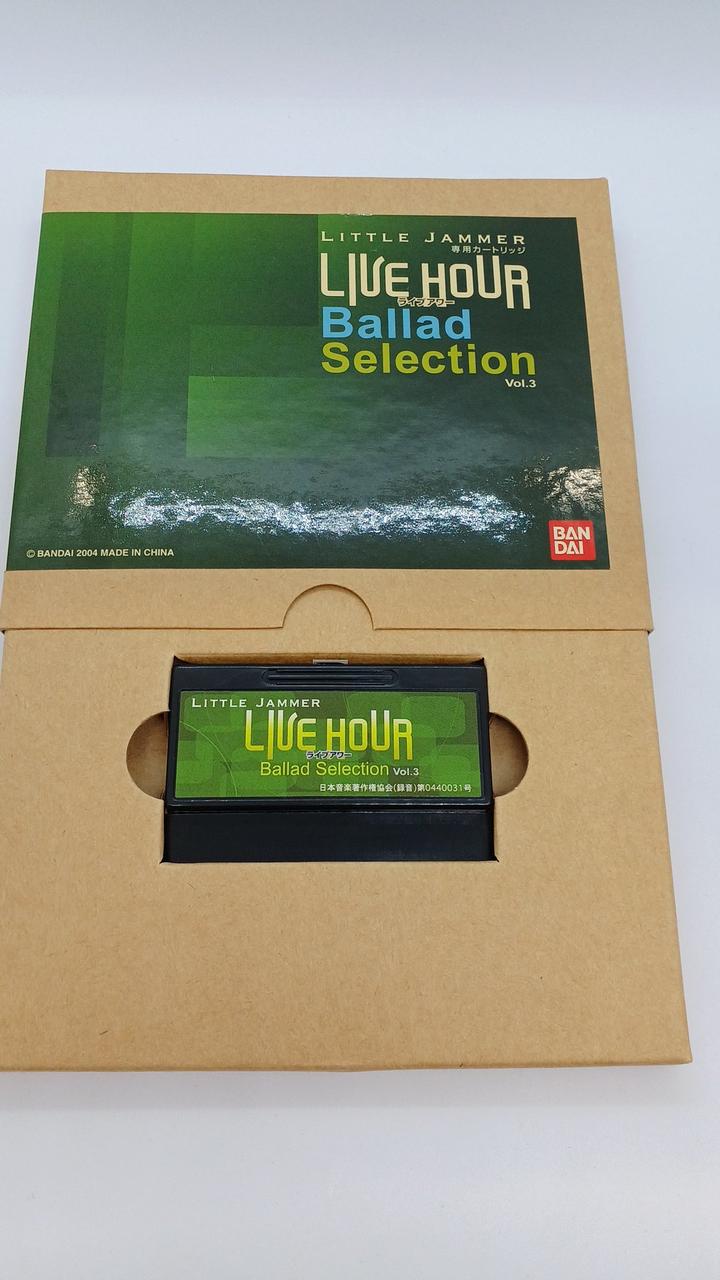 LITTLE JAMMER
専用カートリッジ
LIVE HOUR
ライブアワー
Ballad
Selection
Vol.3
© BANDAI 2004 MADE IN CHINA
BAN
DAI
LITTLE JAMMER
LIVE HOUR
ライブアワー
Ballad Selection Vol.3
日本音楽著作権協会(録音)第0440031号